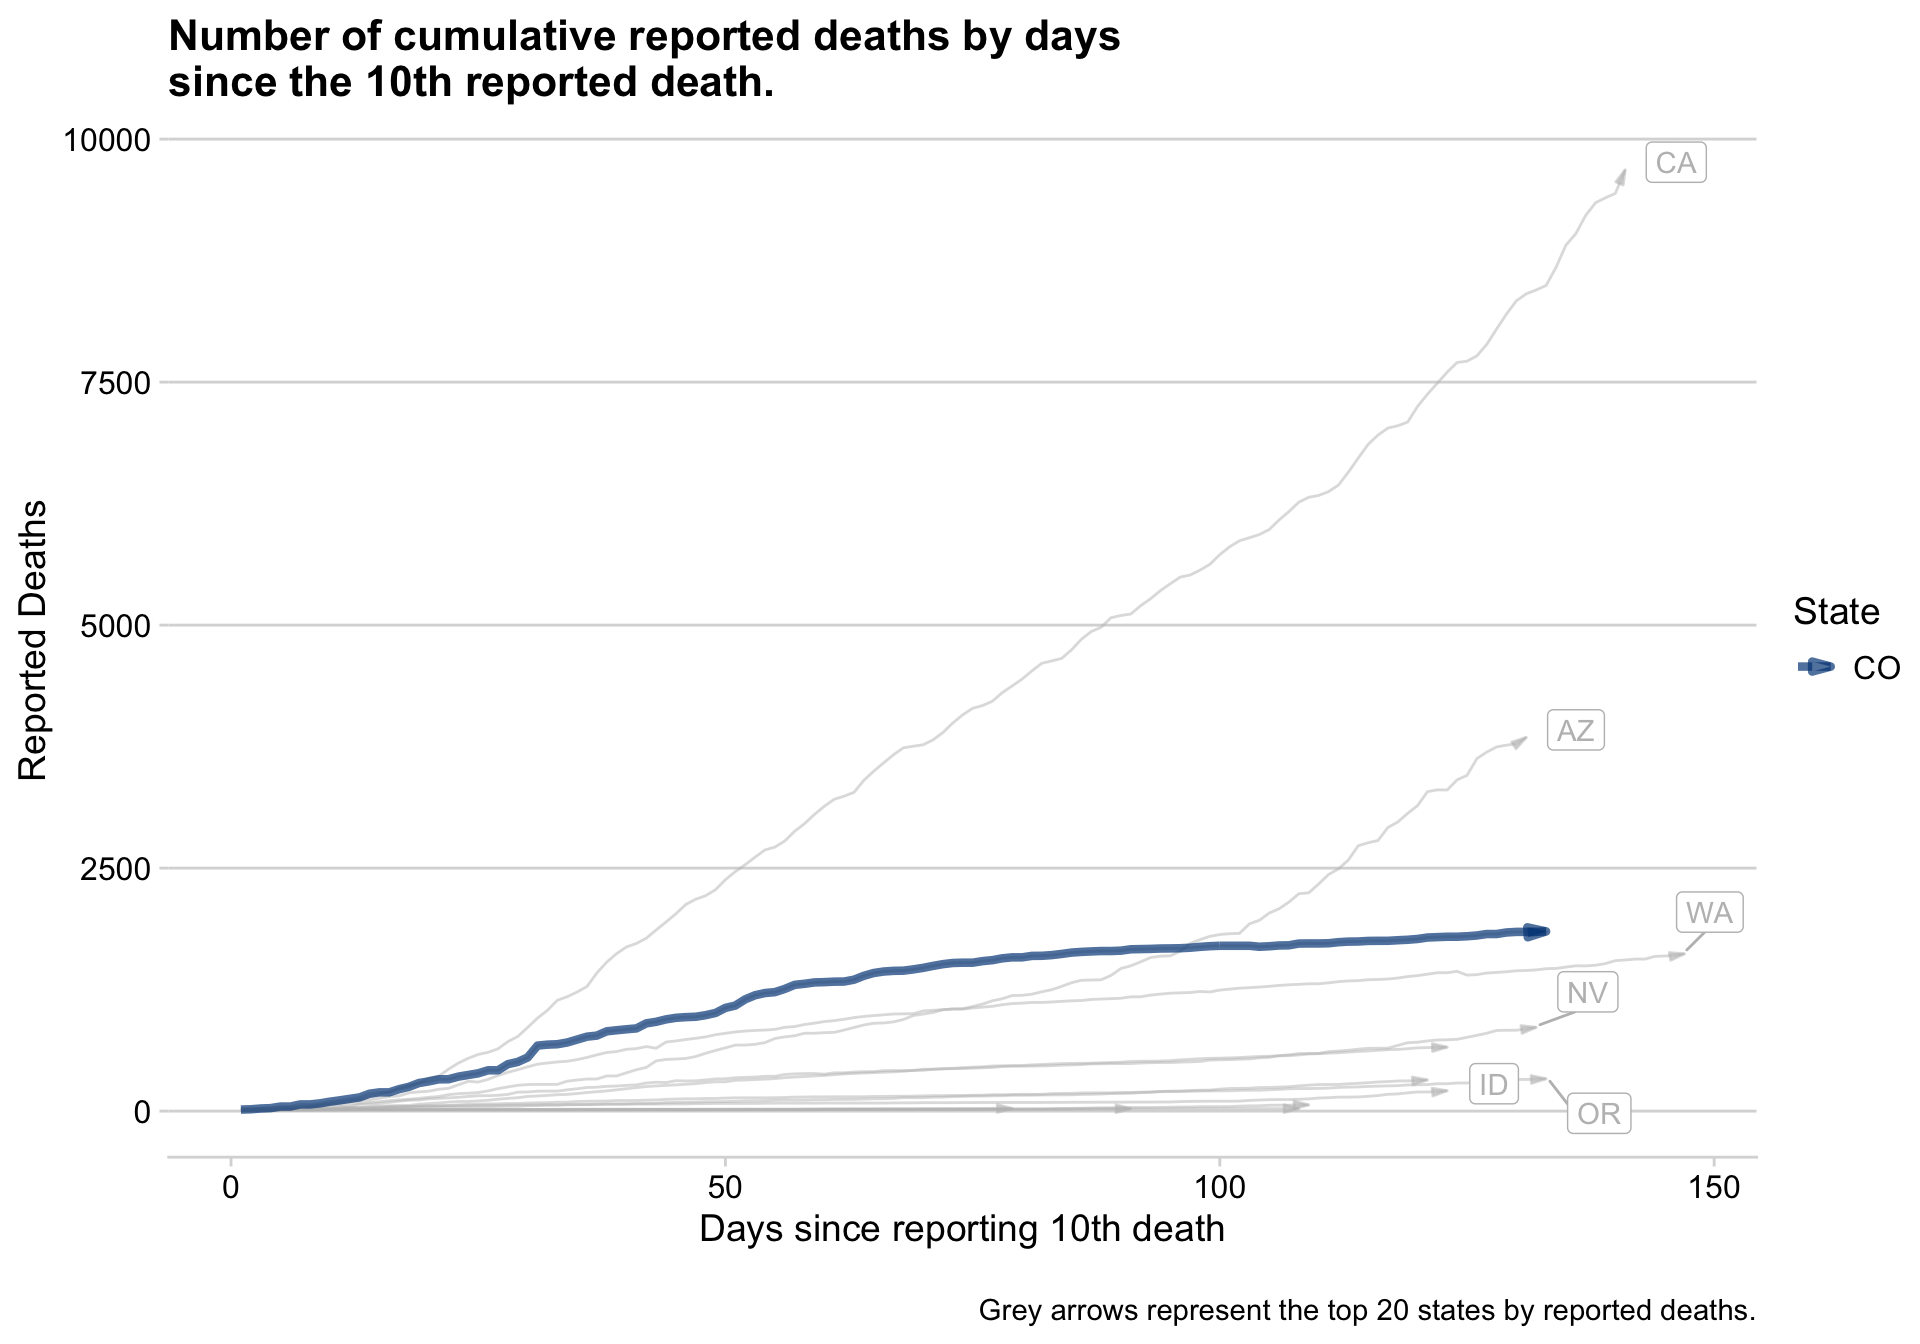 Number of cumulative reported deaths by days
since the 10th reported death.
10000
7500
5000
2500
0
Reported Deaths
CA
AZ
WA
NV
ID
OR
State
CO
0
50
100
150
Days since reporting 10th death
Grey arrows represent the top 20 states by reported deaths.